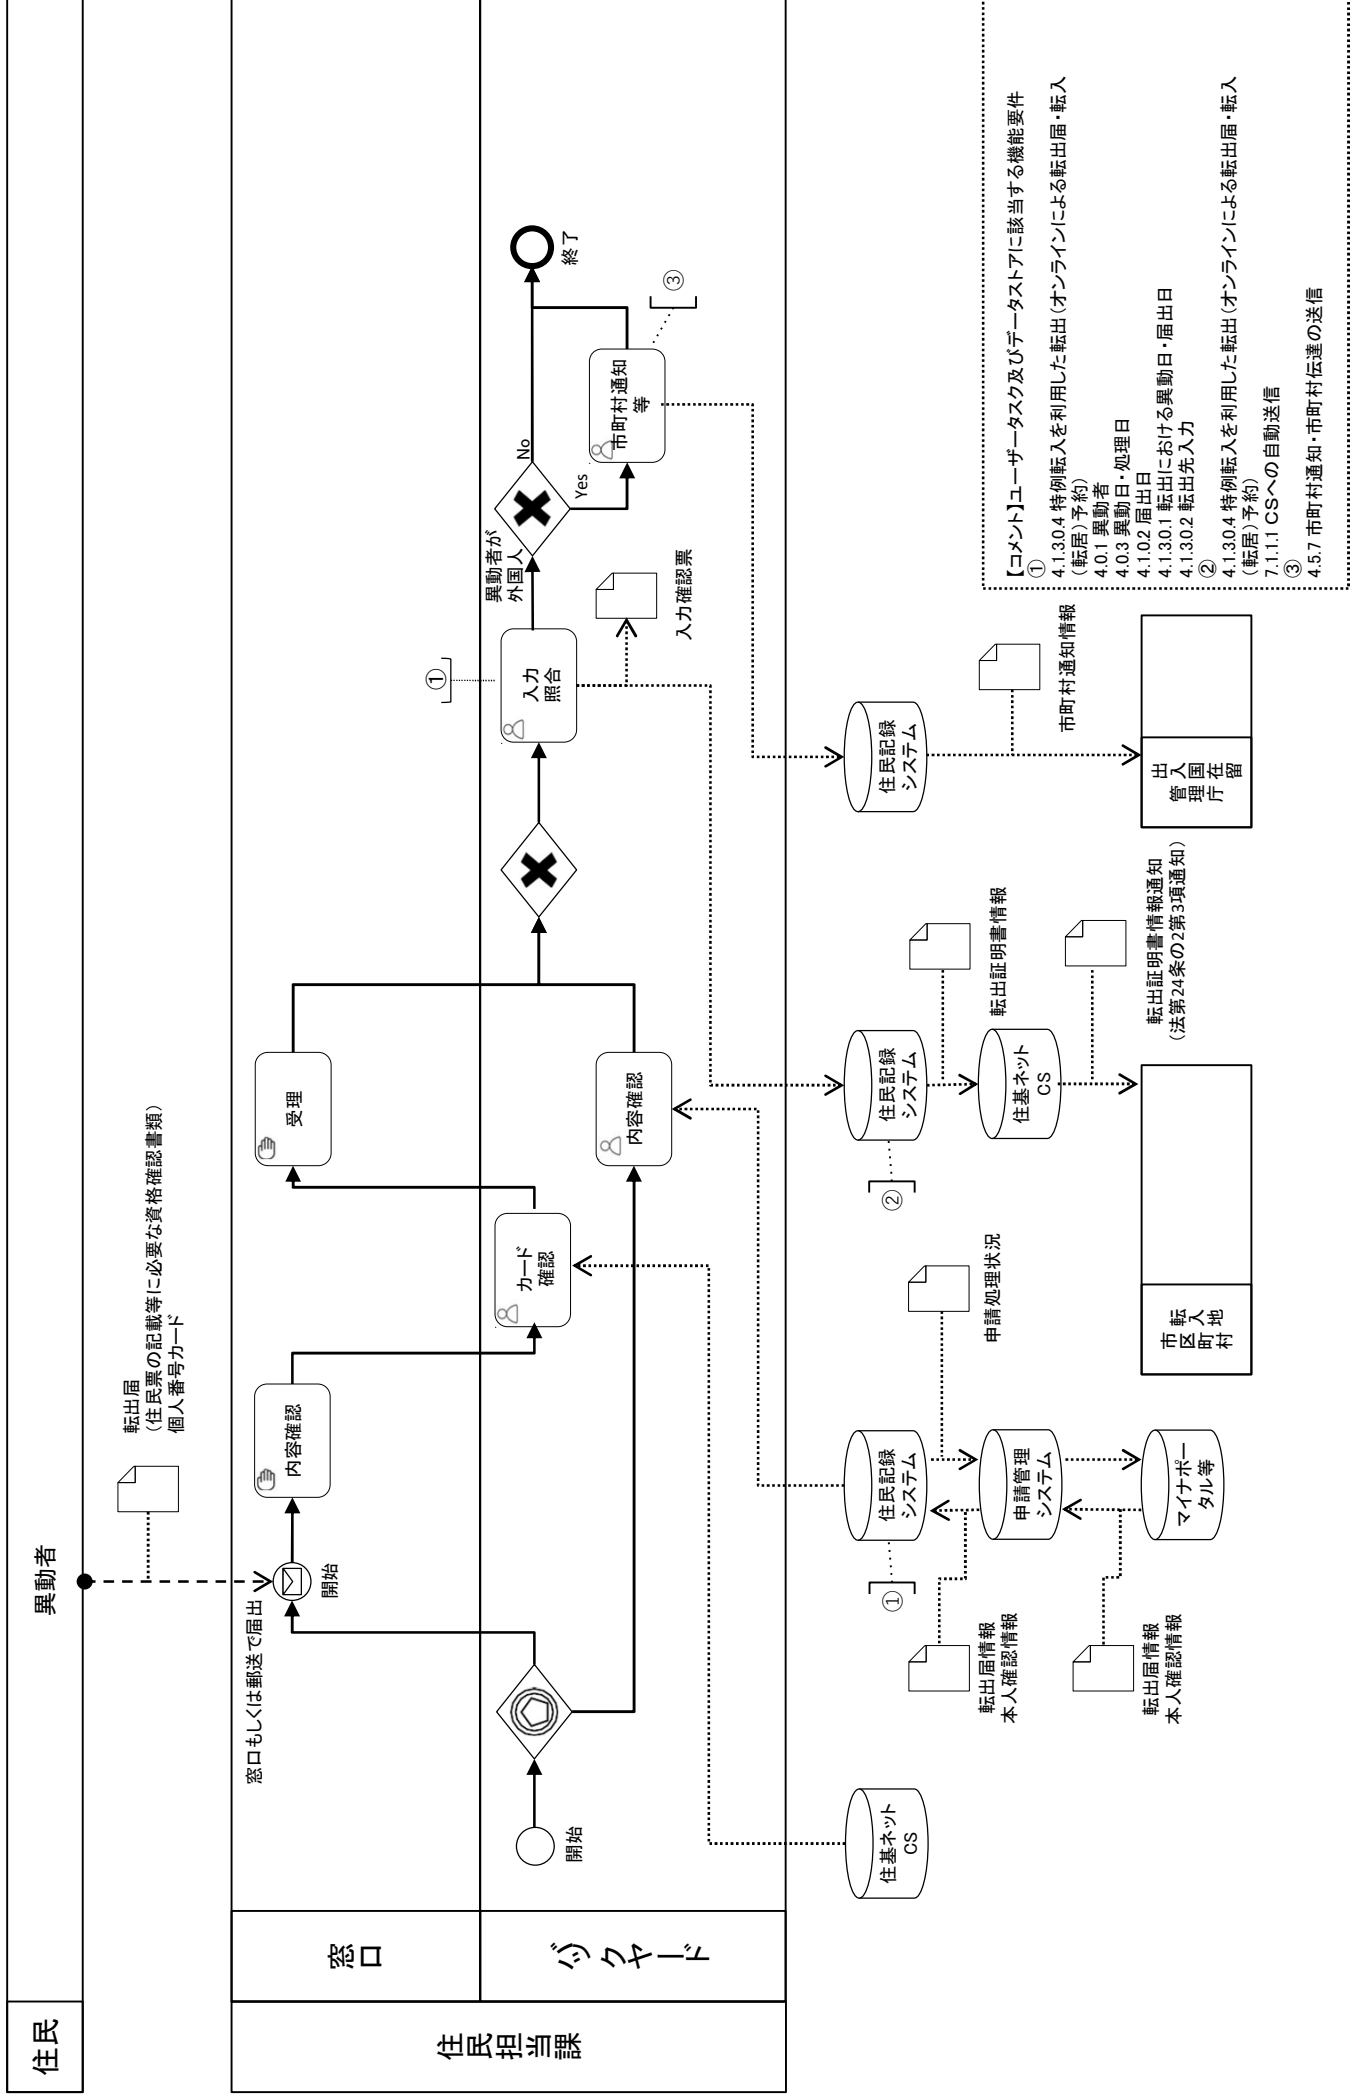 住民
異動者
転出届
（住民票の記載等に必要な資格確認書類）
個人番号カード
住民担当課
窓口
バックヤード
窓口もしくは郵送で届出
開始
内容確認
受理
開始
カード
確認
内容確認
①
入力
照合
入力確認票
異動者が
外国人
No
Yes
市町村通知
等
③
終了
住基ネット
CS
①
住民記録
システム
転出届情報
本人確認情報
申請処理状況
申請管理
システム
転出届情報
本人確認情報
マイナポー
タル等
②
住民記録
システム
転出証明書情報
住基ネット
CS
転出証明書情報通知
（法第24条の2第3項通知）
転入地
市区町村
住民記録
システム
市町村通知情報
出入国在留
管理庁
【コメント】ユーザータスク及びデータストアに該当する機能要件
①
4.1.3.0.4 特例転入を利用した転出（オンラインによる転出届・転入
（転居）予約）
4.0.1 異動者
4.0.3 異動日・処理日
4.1.0.2 届出日
4.1.3.0.1 転出における異動日・届出日
4.1.3.0.2 転出先入力
②
4.1.3.0.4 特例転入を利用した転出（オンラインによる転出届・転入
（転居）予約）
7.1.1.1 CSへの自動送信
③
4.5.7 市町村通知・市町村伝達の送信